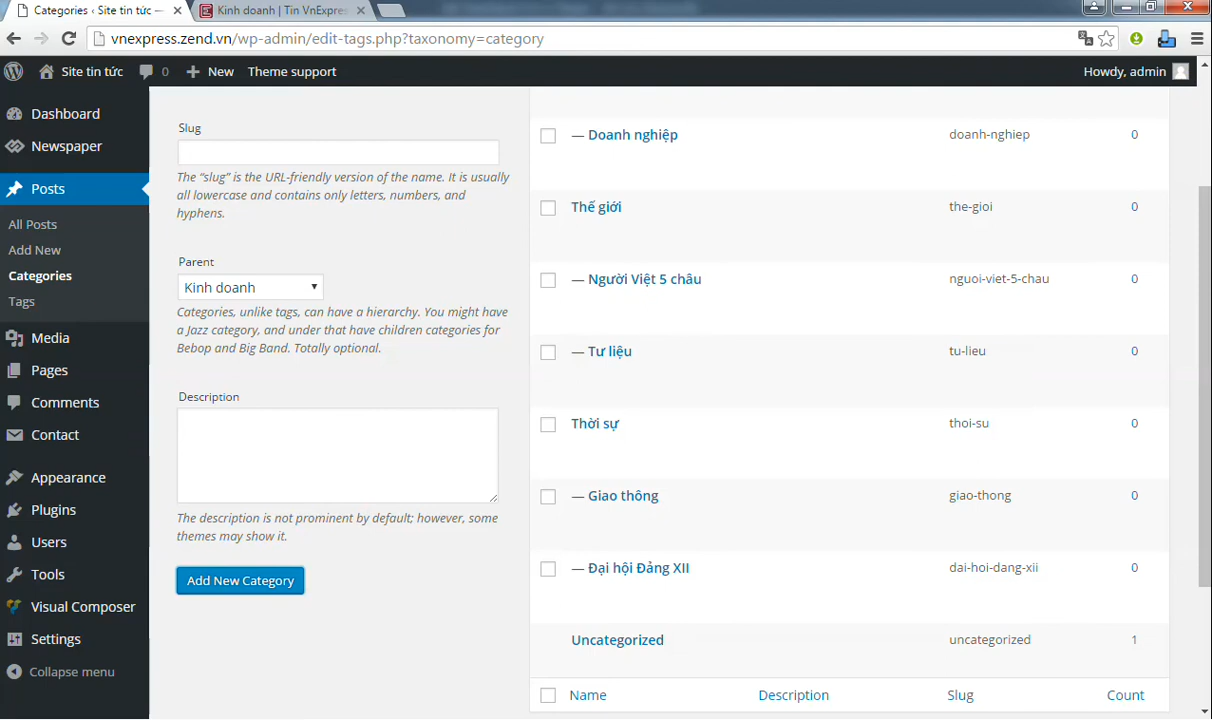 Categories ‹ Site tin tức —
Kinh doanh | Tin VnExpres
vnexpress.zend.vn/wp-admin/edit-tags.php?taxonomy=category
Site tin tức 0 New Theme support Howdy, admin
Dashboard
Newspaper
Posts
All Posts
Add New
Categories
Tags
Media
Pages
Comments
Contact
Appearance
Plugins
Users
Tools
Visual Composer
Settings
Collapse menu
Slug
The “slug” is the URL-friendly version of the name. It is usually
all lowercase and contains only letters, numbers, and
hyphens.
Parent
Kinh doanh
Categories, unlike tags, can have a hierarchy. You might have
a Jazz category, and under that have children categories for
Bebop and Big Band. Totally optional.
Description
The description is not prominent by default; however, some
themes may show it.
Add New Category
— Doanh nghiệp doanh-nghiep 0
Thế giới the-gioi 0
— Người Việt 5 châu nguoi-viet-5-chau 0
— Tư liệu tu-lieu 0
Thời sự thoi-su 0
— Giao thông giao-thong 0
— Đại hội Đảng XII dai-hoi-dang-xii 0
Uncategorized uncategorized 1
Name Description Slug Count